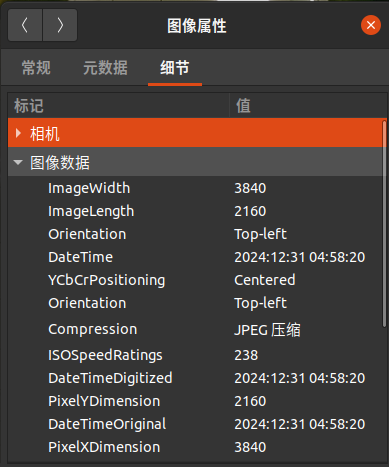 图像属性
常规 元数据 细节
标记 值
相机
图像数据
ImageWidth 3840
ImageLength 2160
Orientation Top-left
DateTime 2024:12:31 04:58:20
YCbCrPositioning Centered
Orientation Top-left
Compression JPEG 压缩
ISOSpeedRatings 238
DateTimeDigitized 2024:12:31 04:58:20
PixelYDimension 2160
DateTimeOriginal 2024:12:31 04:58:20
PixelXDimension 3840